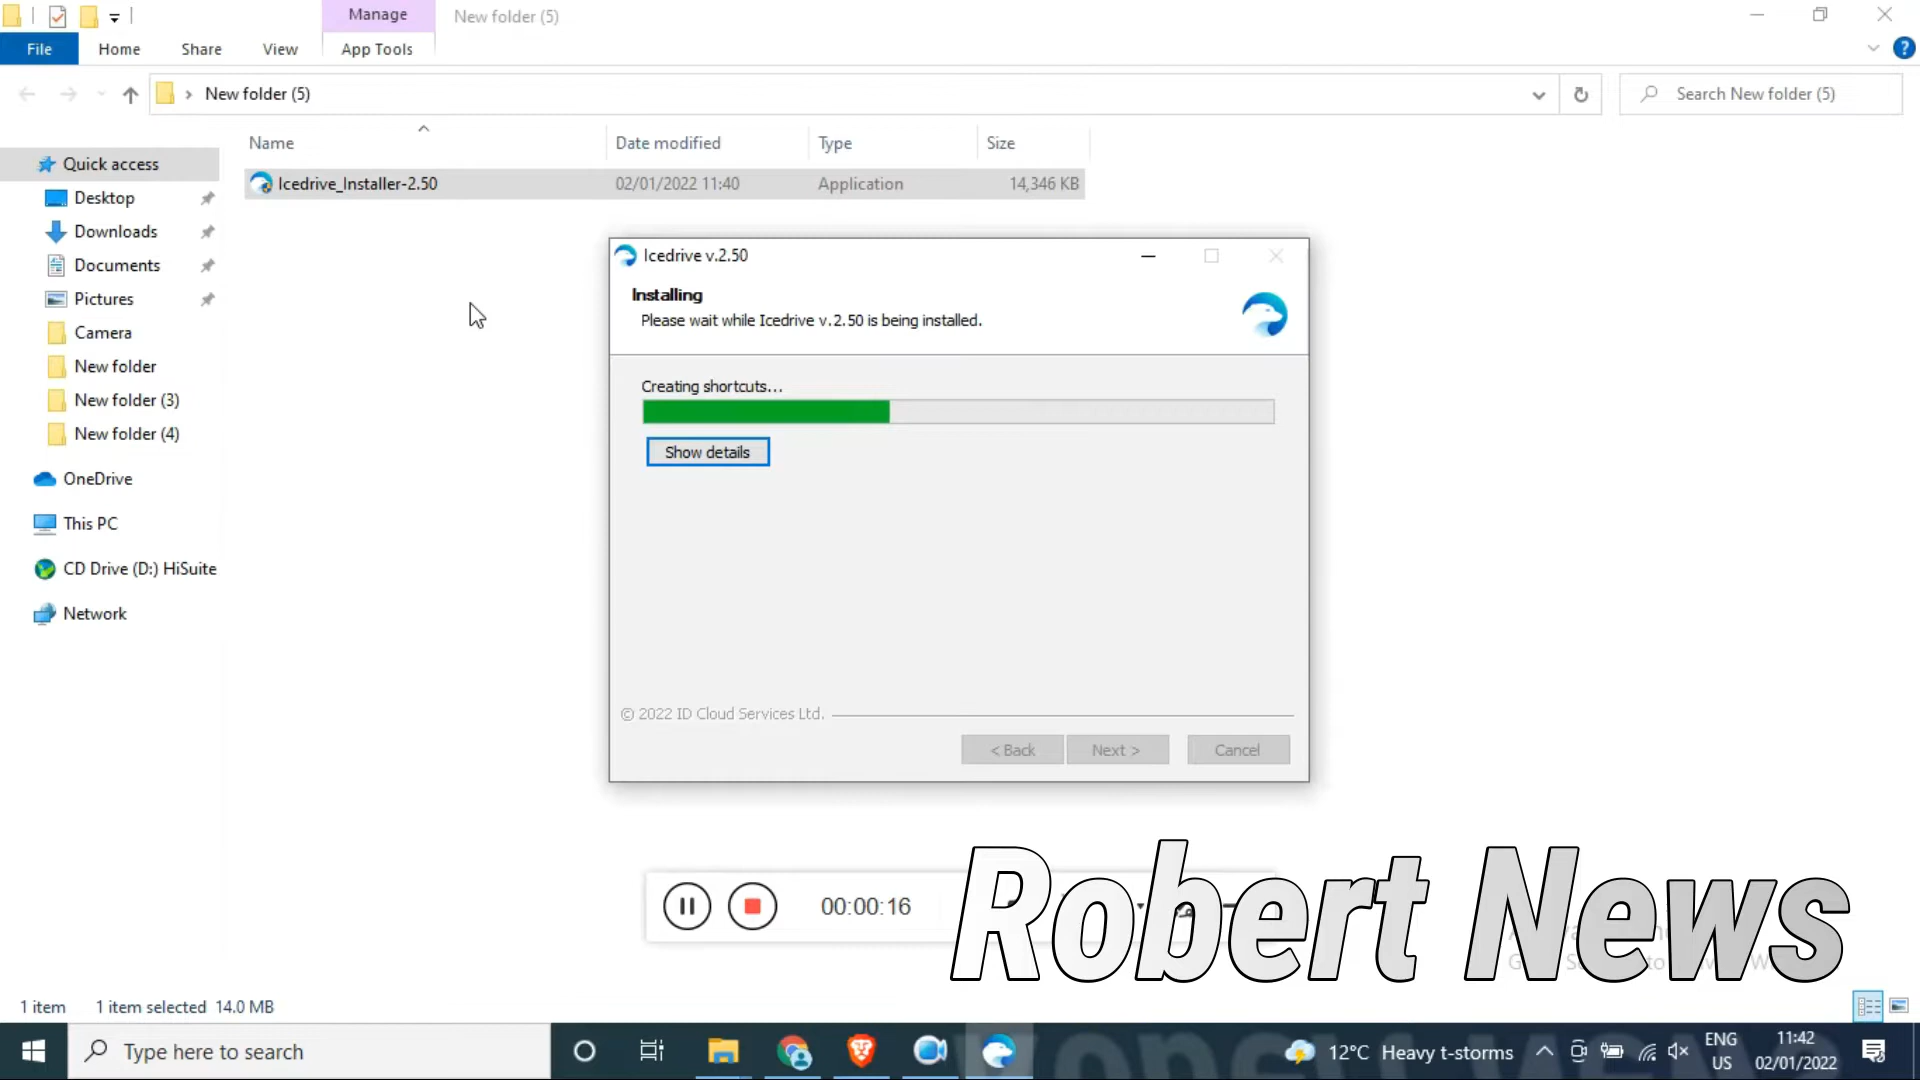 Manage
New folder (5)
File
Home
Share
View
App Tools
New folder (5)
Search New folder (5)
Name
Date modified
Type
Size
Icedrive_Installer-2.50
02/01/2022 11:40
Application
14,346 KB
Quick access
Desktop
Downloads
Documents
Pictures
Camera
New folder
New folder (3)
New folder (4)
OneDrive
This PC
CD Drive (D:) HiSuite
Network
Icedrive v.2.50
Installing
Please wait while Icedrive v.2.50 is being installed.
Creating shortcuts...
Show details
© 2022 ID Cloud Services Ltd.
< Back
Next >
Cancel
00:00:16
Robert News
1 item
1 item selected 14.0 MB
Type here to search
12°C Heavy t-storms
ENG
US
11:42
02/01/2022